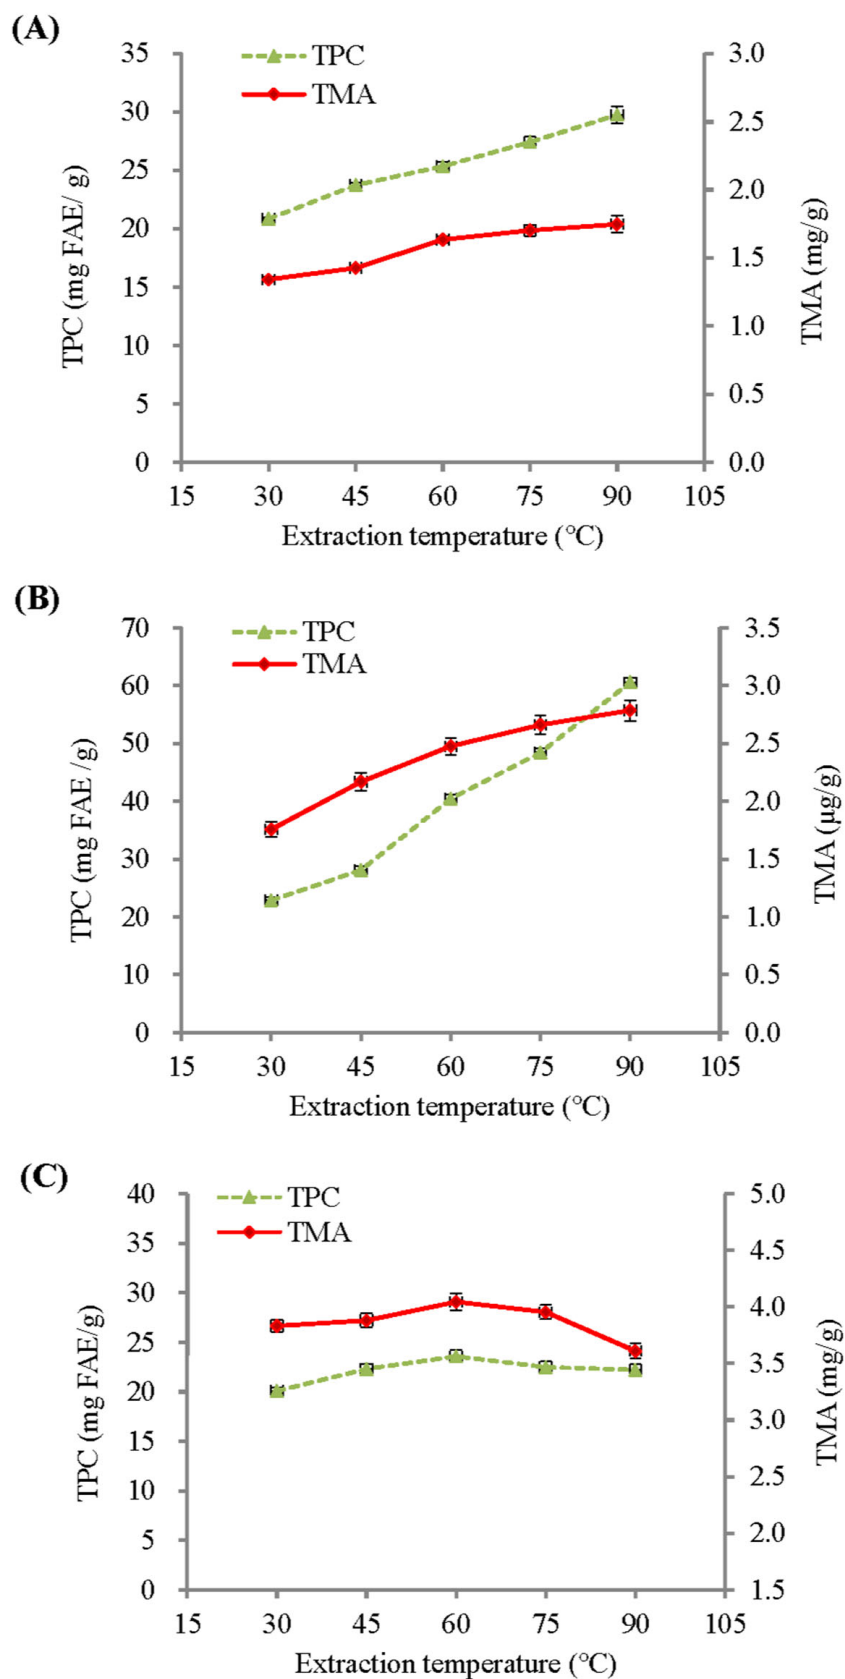 (A)
TPC
TMA
35
30
25
20
15
10
5
0
TPC (mg FAE/ g)
3.0
2.5
2.0
1.5
1.0
0.5
0.0
TMA (mg/g)
15 30 45 60 75 90 105
Extraction temperature (°C)
(B)
TPC
TMA
70
60
50
40
30
20
10
0
TPC (mg FAE /g)
3.5
3.0
2.5
2.0
1.5
1.0
0.5
0.0
TMA (µg/g)
15 30 45 60 75 90 105
Extraction temperature (°C)
(C)
TPC
TMA
40
35
30
25
20
15
10
5
0
TPC (mg FAE/g)
5.0
4.5
4.0
3.5
3.0
2.5
2.0
1.5
TMA (mg/g)
15 30 45 60 75 90 105
Extraction temperature (°C)